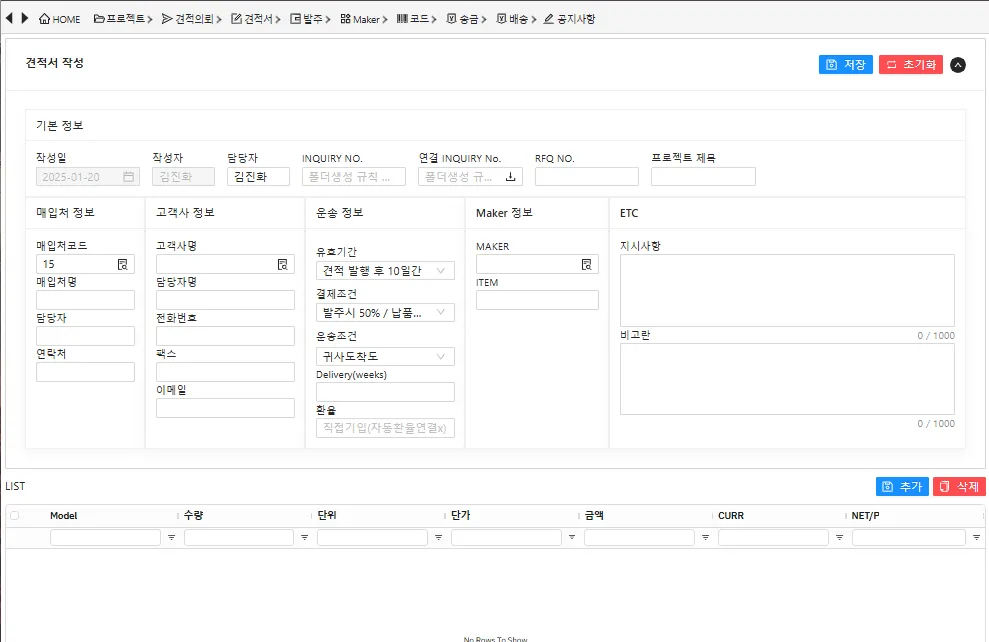 HOME 프로젝트 견적의뢰 견적서 발주 Maker 코드 송금 배송 공지사항
견적서 작성
저장 초기화
기본 정보
작성일 작성자 담당자 INQUIRY NO. 연결 INQUIRY No. RFQ NO. 프로젝트 제목
2025-01-20 김진화 김진화 폴더생성 규칙 ... 폴더생성 규...
매입처 정보 고객사 정보 운송 정보 Maker 정보 ETC
매입처코드 고객사명 유효기간 MAKER 지시사항
15 견적 발행 후 10일간
매입처명 담당자명 결제조건 ITEM
발주시 50% / 납품...
담당자 전화번호 운송조건 비고란 0 / 1000
귀사도착도
연락처 팩스 Delivery(weeks)
이메일 환율
직접기입(자동환율연결x) 0 / 1000
LIST 추가 삭제
Model 수량 단위 단가 금액 CURR NET/P
No Rows To Show